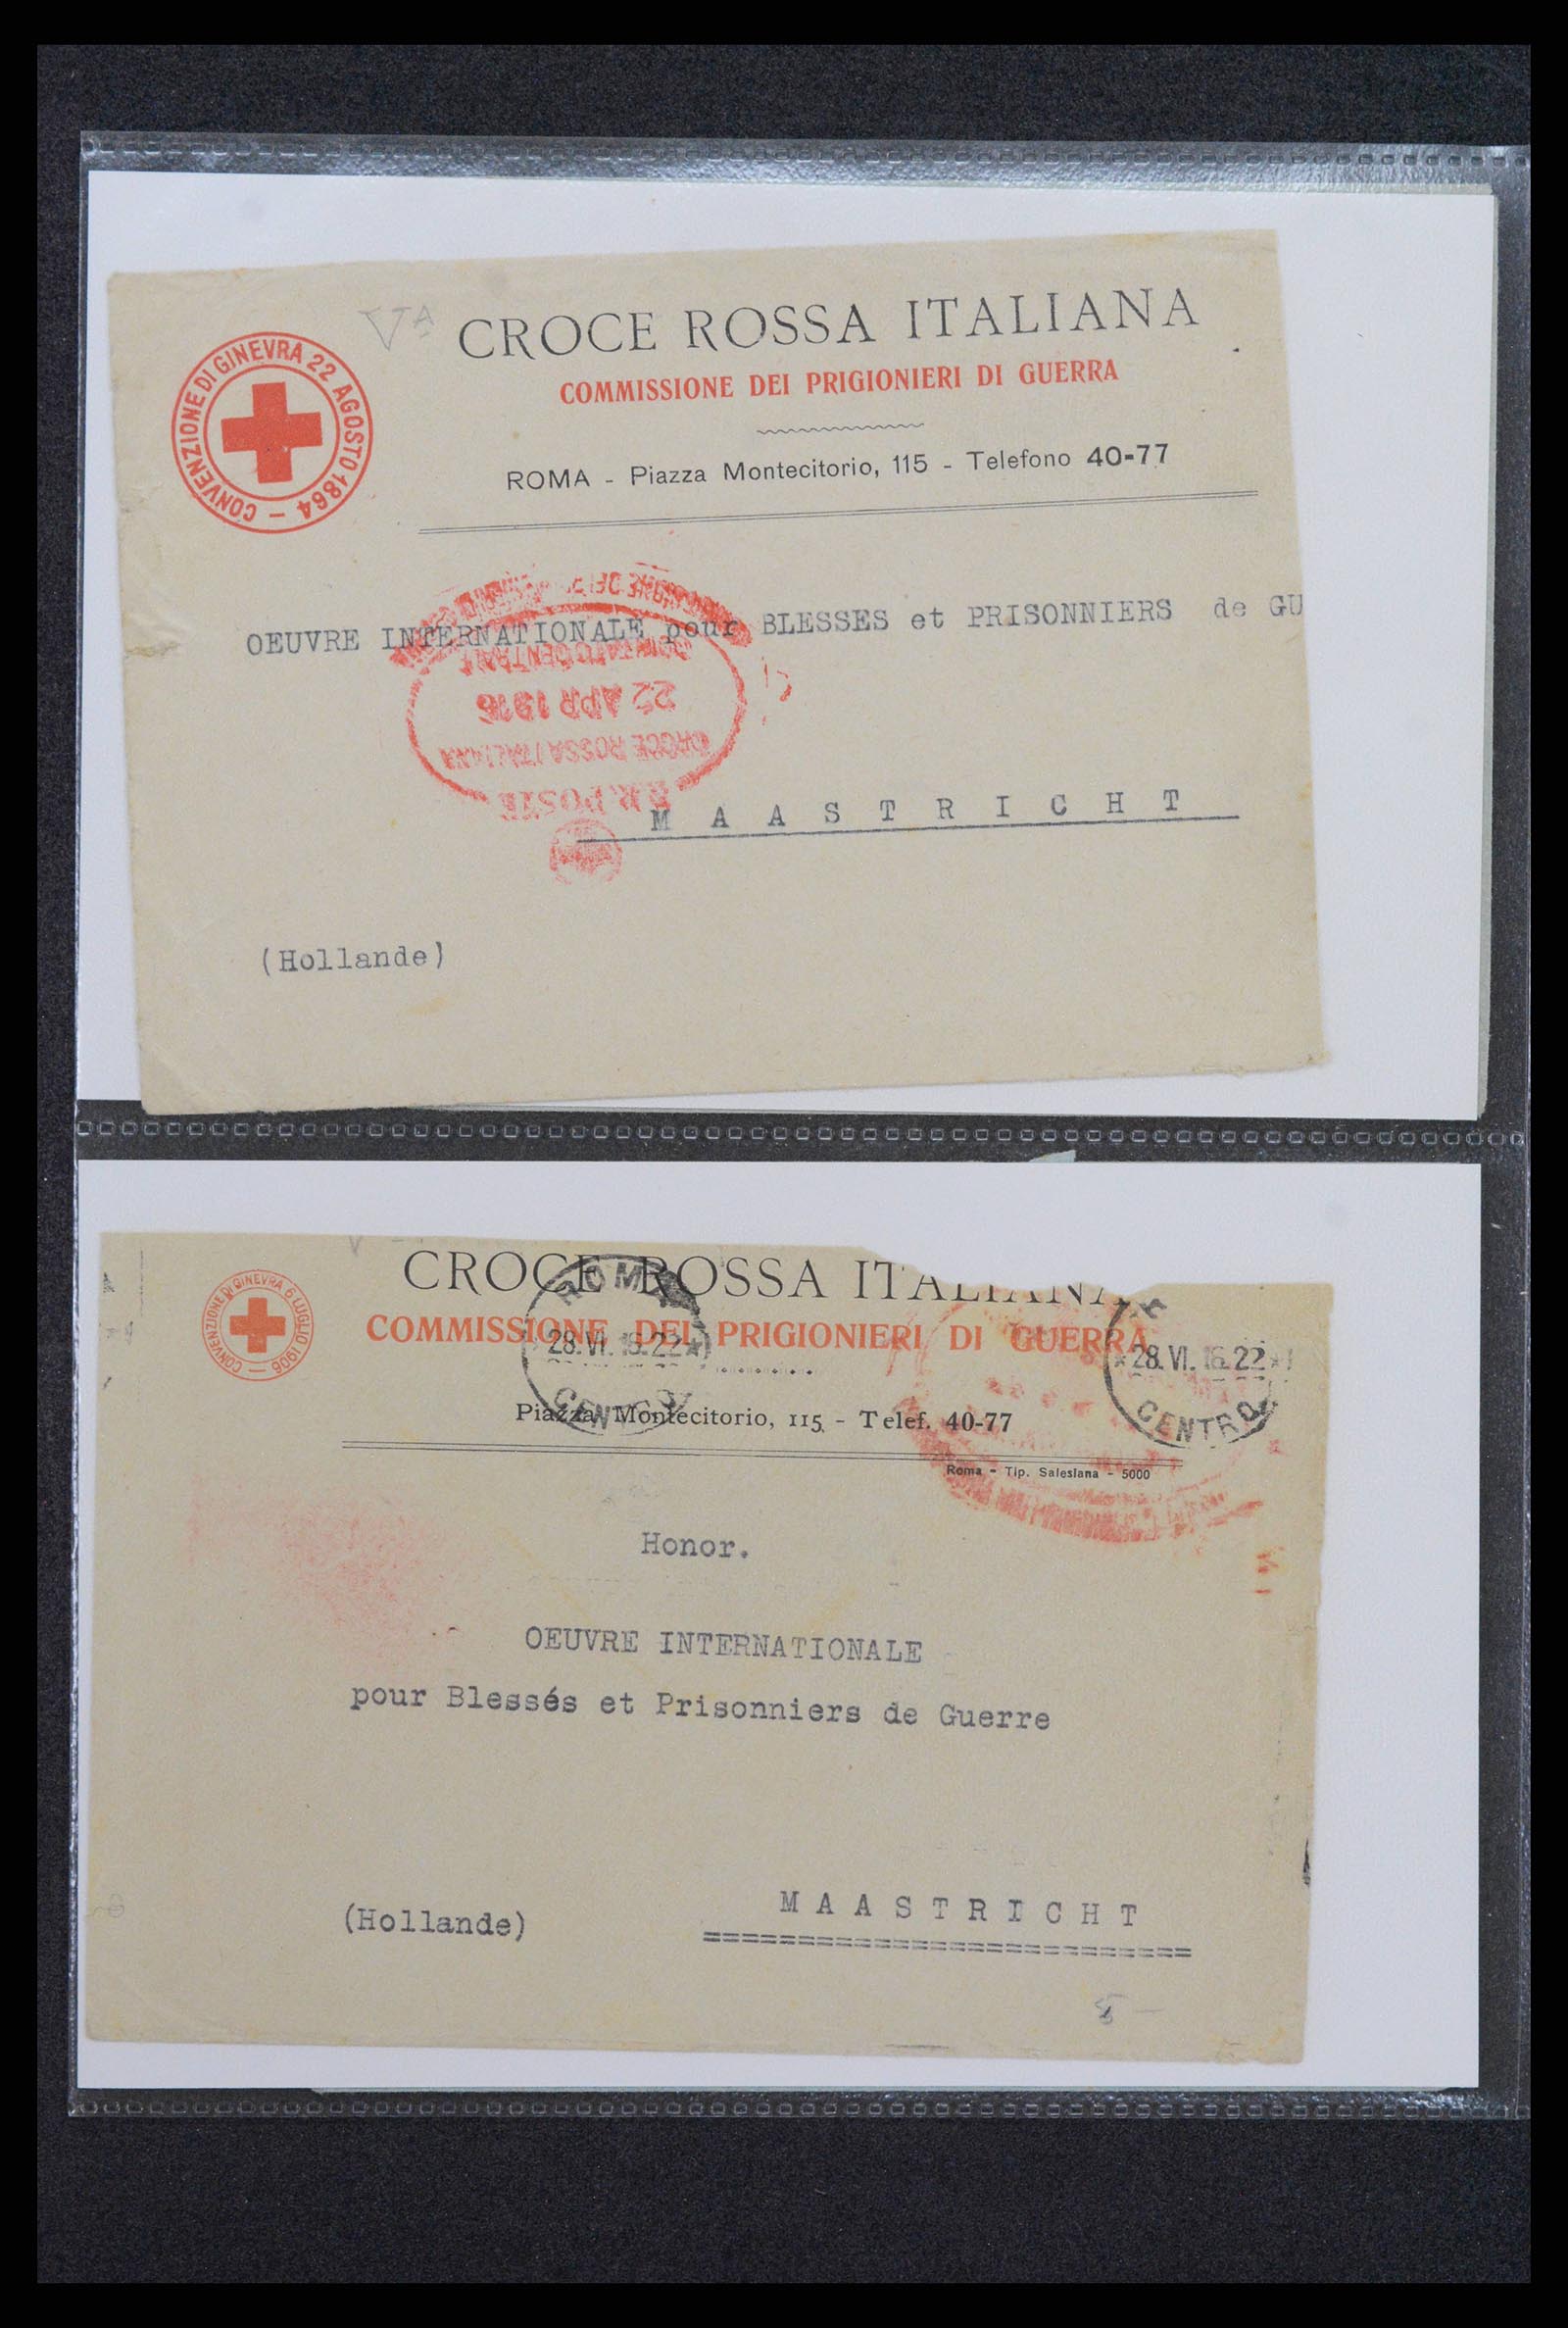 Va
CROCE ROSSA ITALIANA
COMMISSIONE DEI PRIGIONIERI DI GUERRA
ROMA - Piazza Montecitorio, 115 - Telefono 40-77
CONVENZIONE DI GINEVRA 22 AGOSTO 1864 -
OEUVRE INTERNATIONALE pour BLESSES et PRISONNIERS de GU
22 APR 1916
CROCE ROSSA ITALIANA
MAASTRICHT
(Hollande)
CROCE ROSSA ITALIANA
COMMISSIONE DEI PRIGIONIERI DI GUERRA
CONVENZIONE DI GINEVRA 6 LUGLIO 1906 -
ROMA
28.VI. 16.22
CENTRO
28.VI. 16.22
CENTRO
Piazza Montecitorio, 115 - Telef. 40-77
Roma - Tip. Salesiana - 5000
Honor.
OEUVRE INTERNATIONALE
pour Blessés et Prisonniers de Guerre
(Hollande) MAASTRICHT